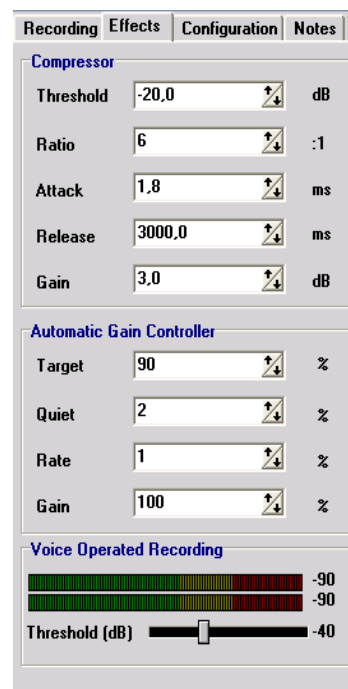 Recording Effects Configuration Notes
Compressor
Threshold -20,0 dB
Ratio 6 :1
Attack 1,8 ms
Release 3000,0 ms
Gain 3,0 dB
Automatic Gain Controller
Target 90 %
Quiet 2 %
Rate 1 %
Gain 100 %
Voice Operated Recording
-90
-90
Threshold (dB) -40